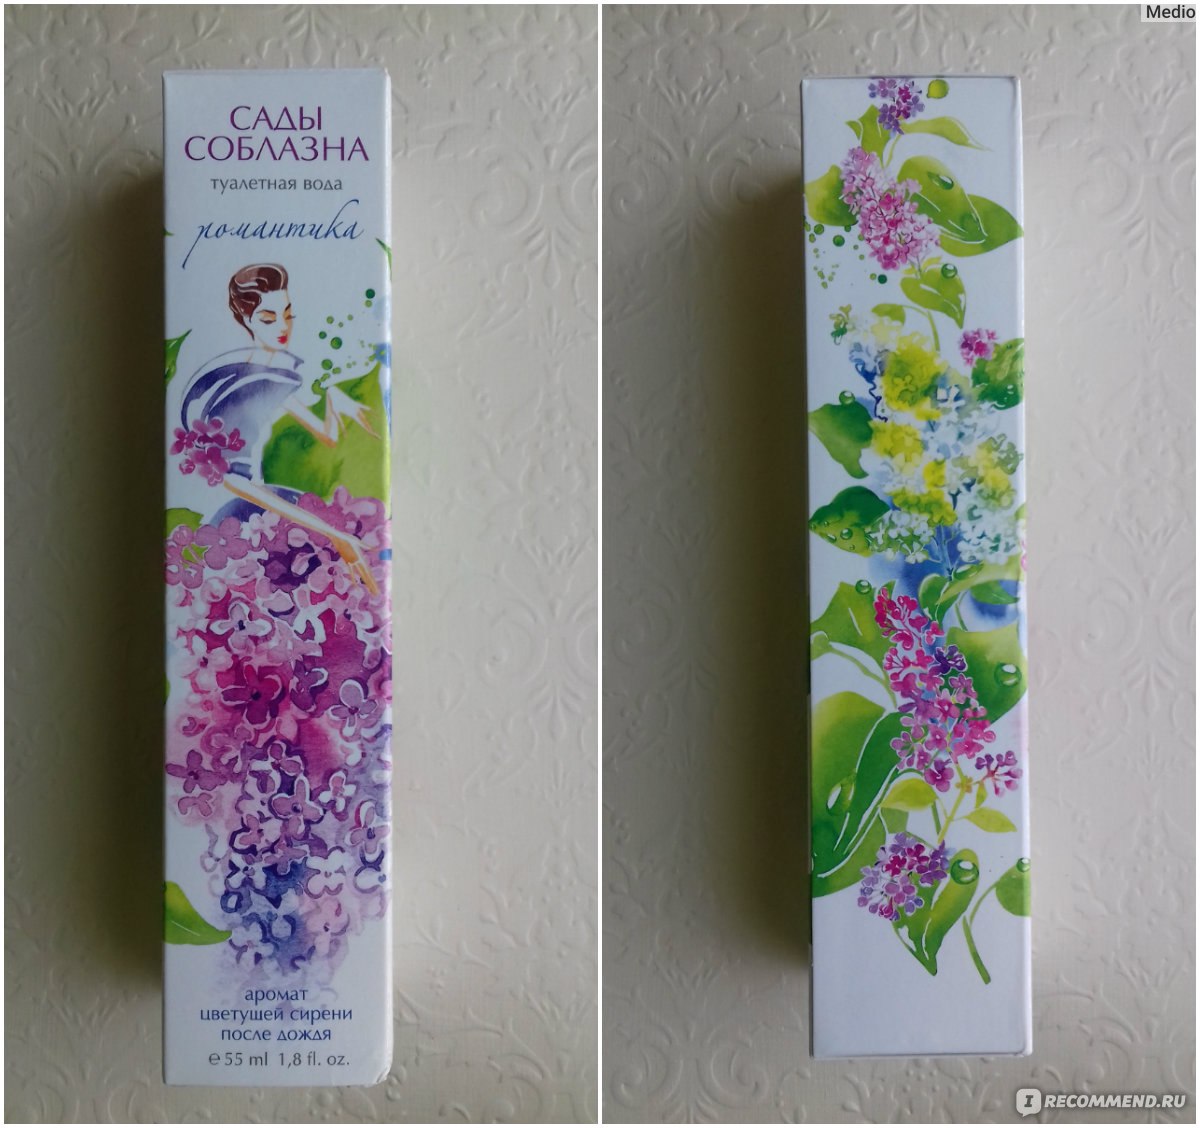 САДЫ
СОБЛАЗНА
туалетная вода
романтика
аромат
цветущей сирени
после дождя
℮ 55 ml 1,8 fl. oz.
Medio
IRECOMMEND.RU